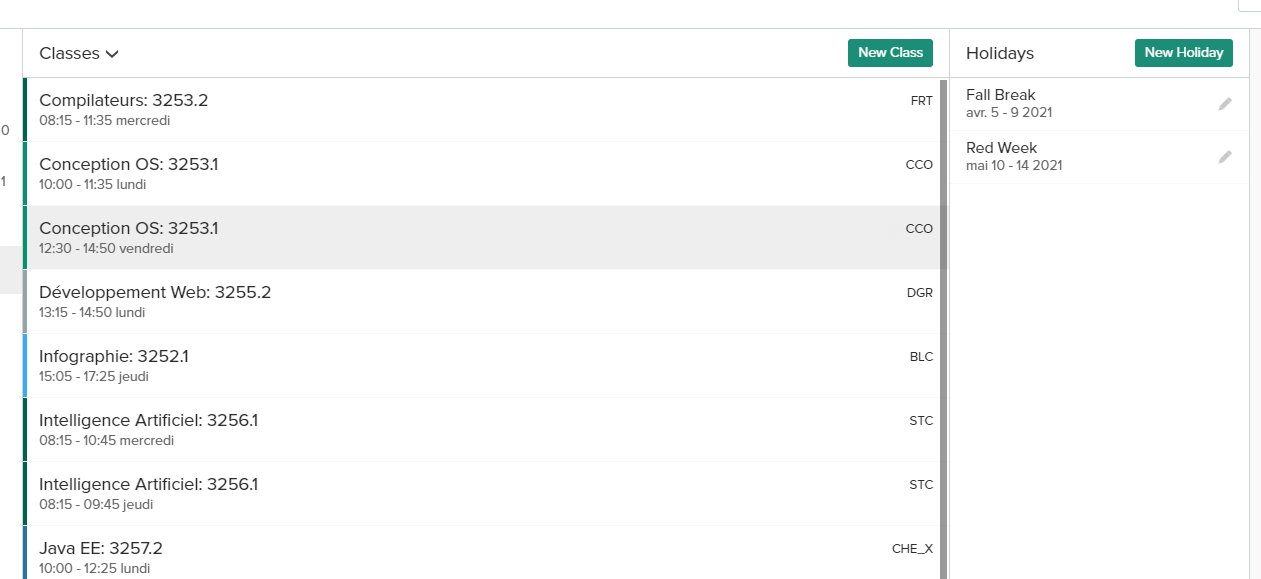 Classes
New Class
Holidays
New Holiday
0
1
Compilateurs: 3253.2
FRT
08:15 - 11:35 mercredi
Conception OS: 3253.1
CCO
10:00 - 11:35 lundi
Conception OS: 3253.1
CCO
12:30 - 14:50 vendredi
Développement Web: 3255.2
DGR
13:15 - 14:50 lundi
Infographie: 3252.1
BLC
15:05 - 17:25 jeudi
Intelligence Artificiel: 3256.1
STC
08:15 - 10:45 mercredi
Intelligence Artificiel: 3256.1
STC
08:15 - 09:45 jeudi
Java EE: 3257.2
CHE_X
10:00 - 12:25 lundi
Fall Break
avr. 5 - 9 2021
Red Week
mai 10 - 14 2021